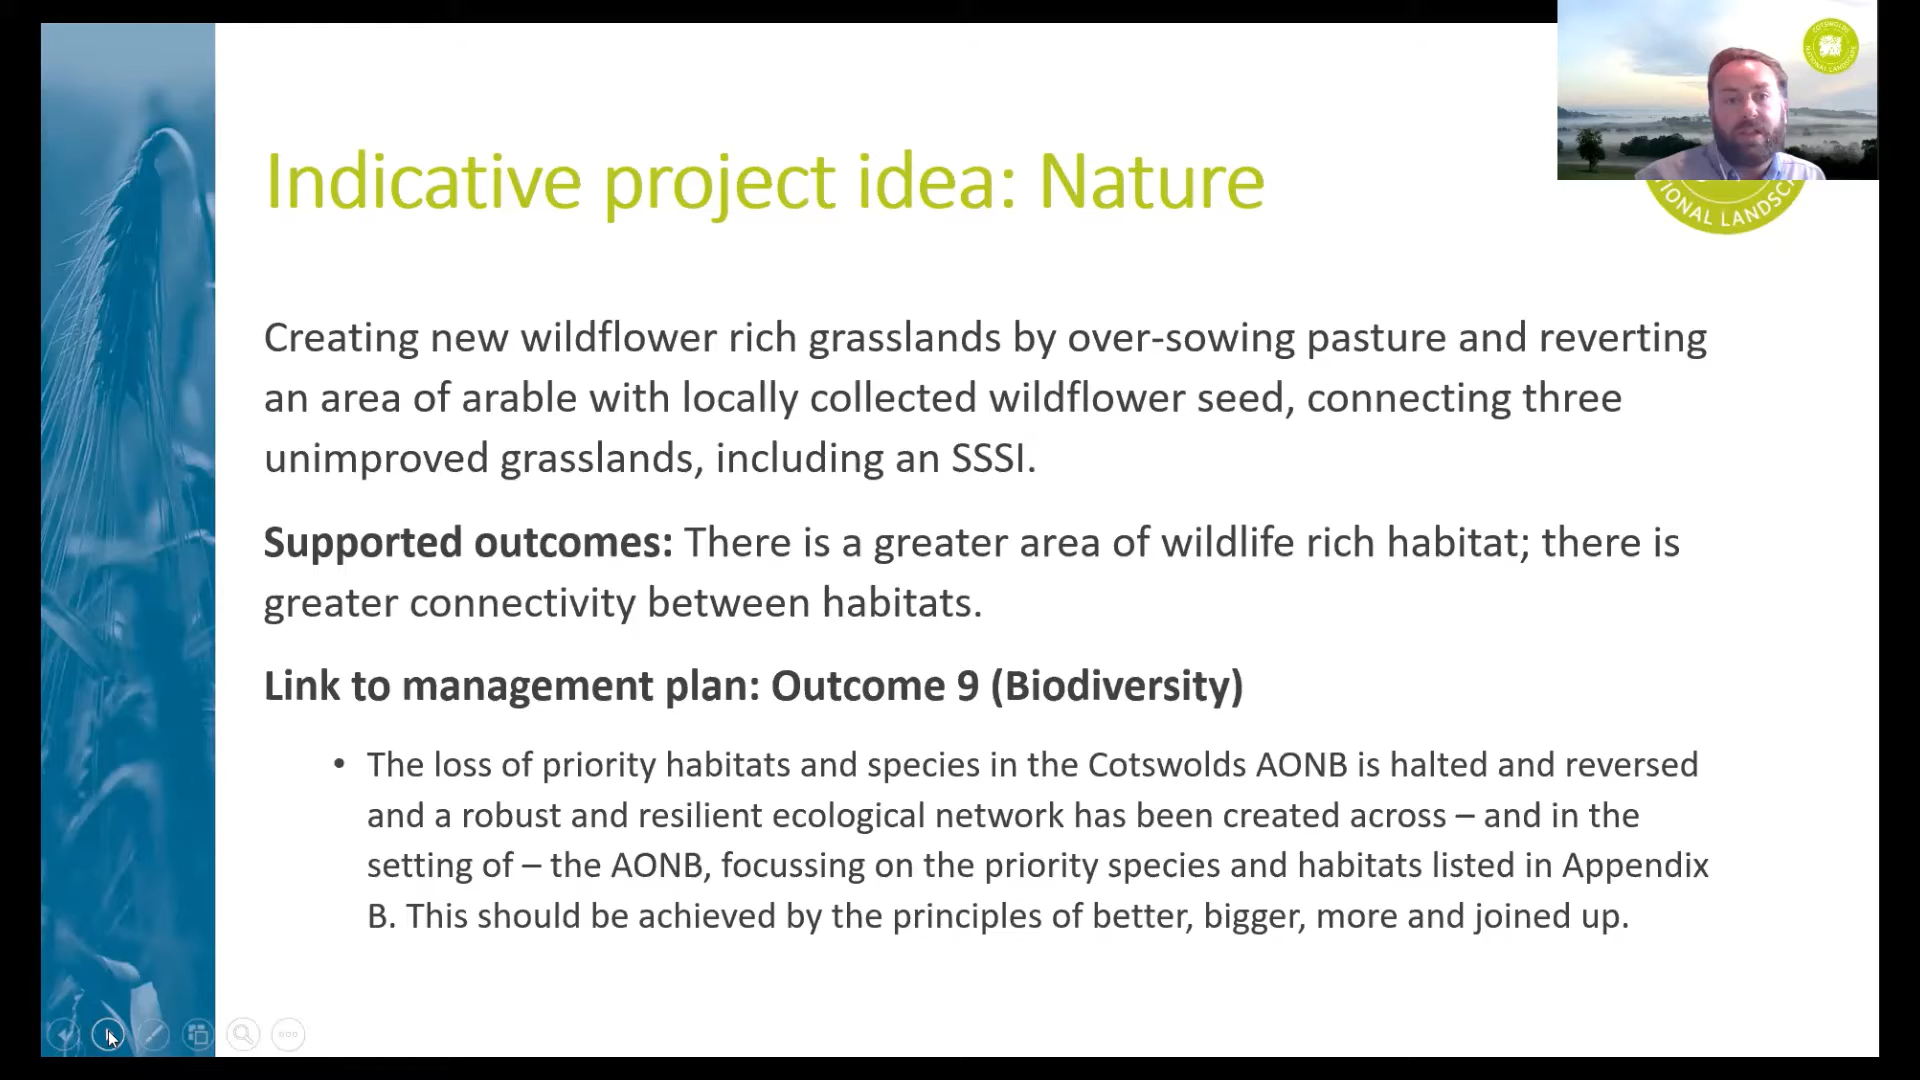 COTSWOLDS
NATIONAL LANDSCAPE
Indicative project idea: Nature
Creating new wildflower rich grasslands by over-sowing pasture and reverting
an area of arable with locally collected wildflower seed, connecting three
unimproved grasslands, including an SSSI.
Supported outcomes: There is a greater area of wildlife rich habitat; there is
greater connectivity between habitats.
Link to management plan: Outcome 9 (Biodiversity)
• The loss of priority habitats and species in the Cotswolds AONB is halted and reversed
and a robust and resilient ecological network has been created across – and in the
setting of – the AONB, focussing on the priority species and habitats listed in Appendix
B. This should be achieved by the principles of better, bigger, more and joined up.